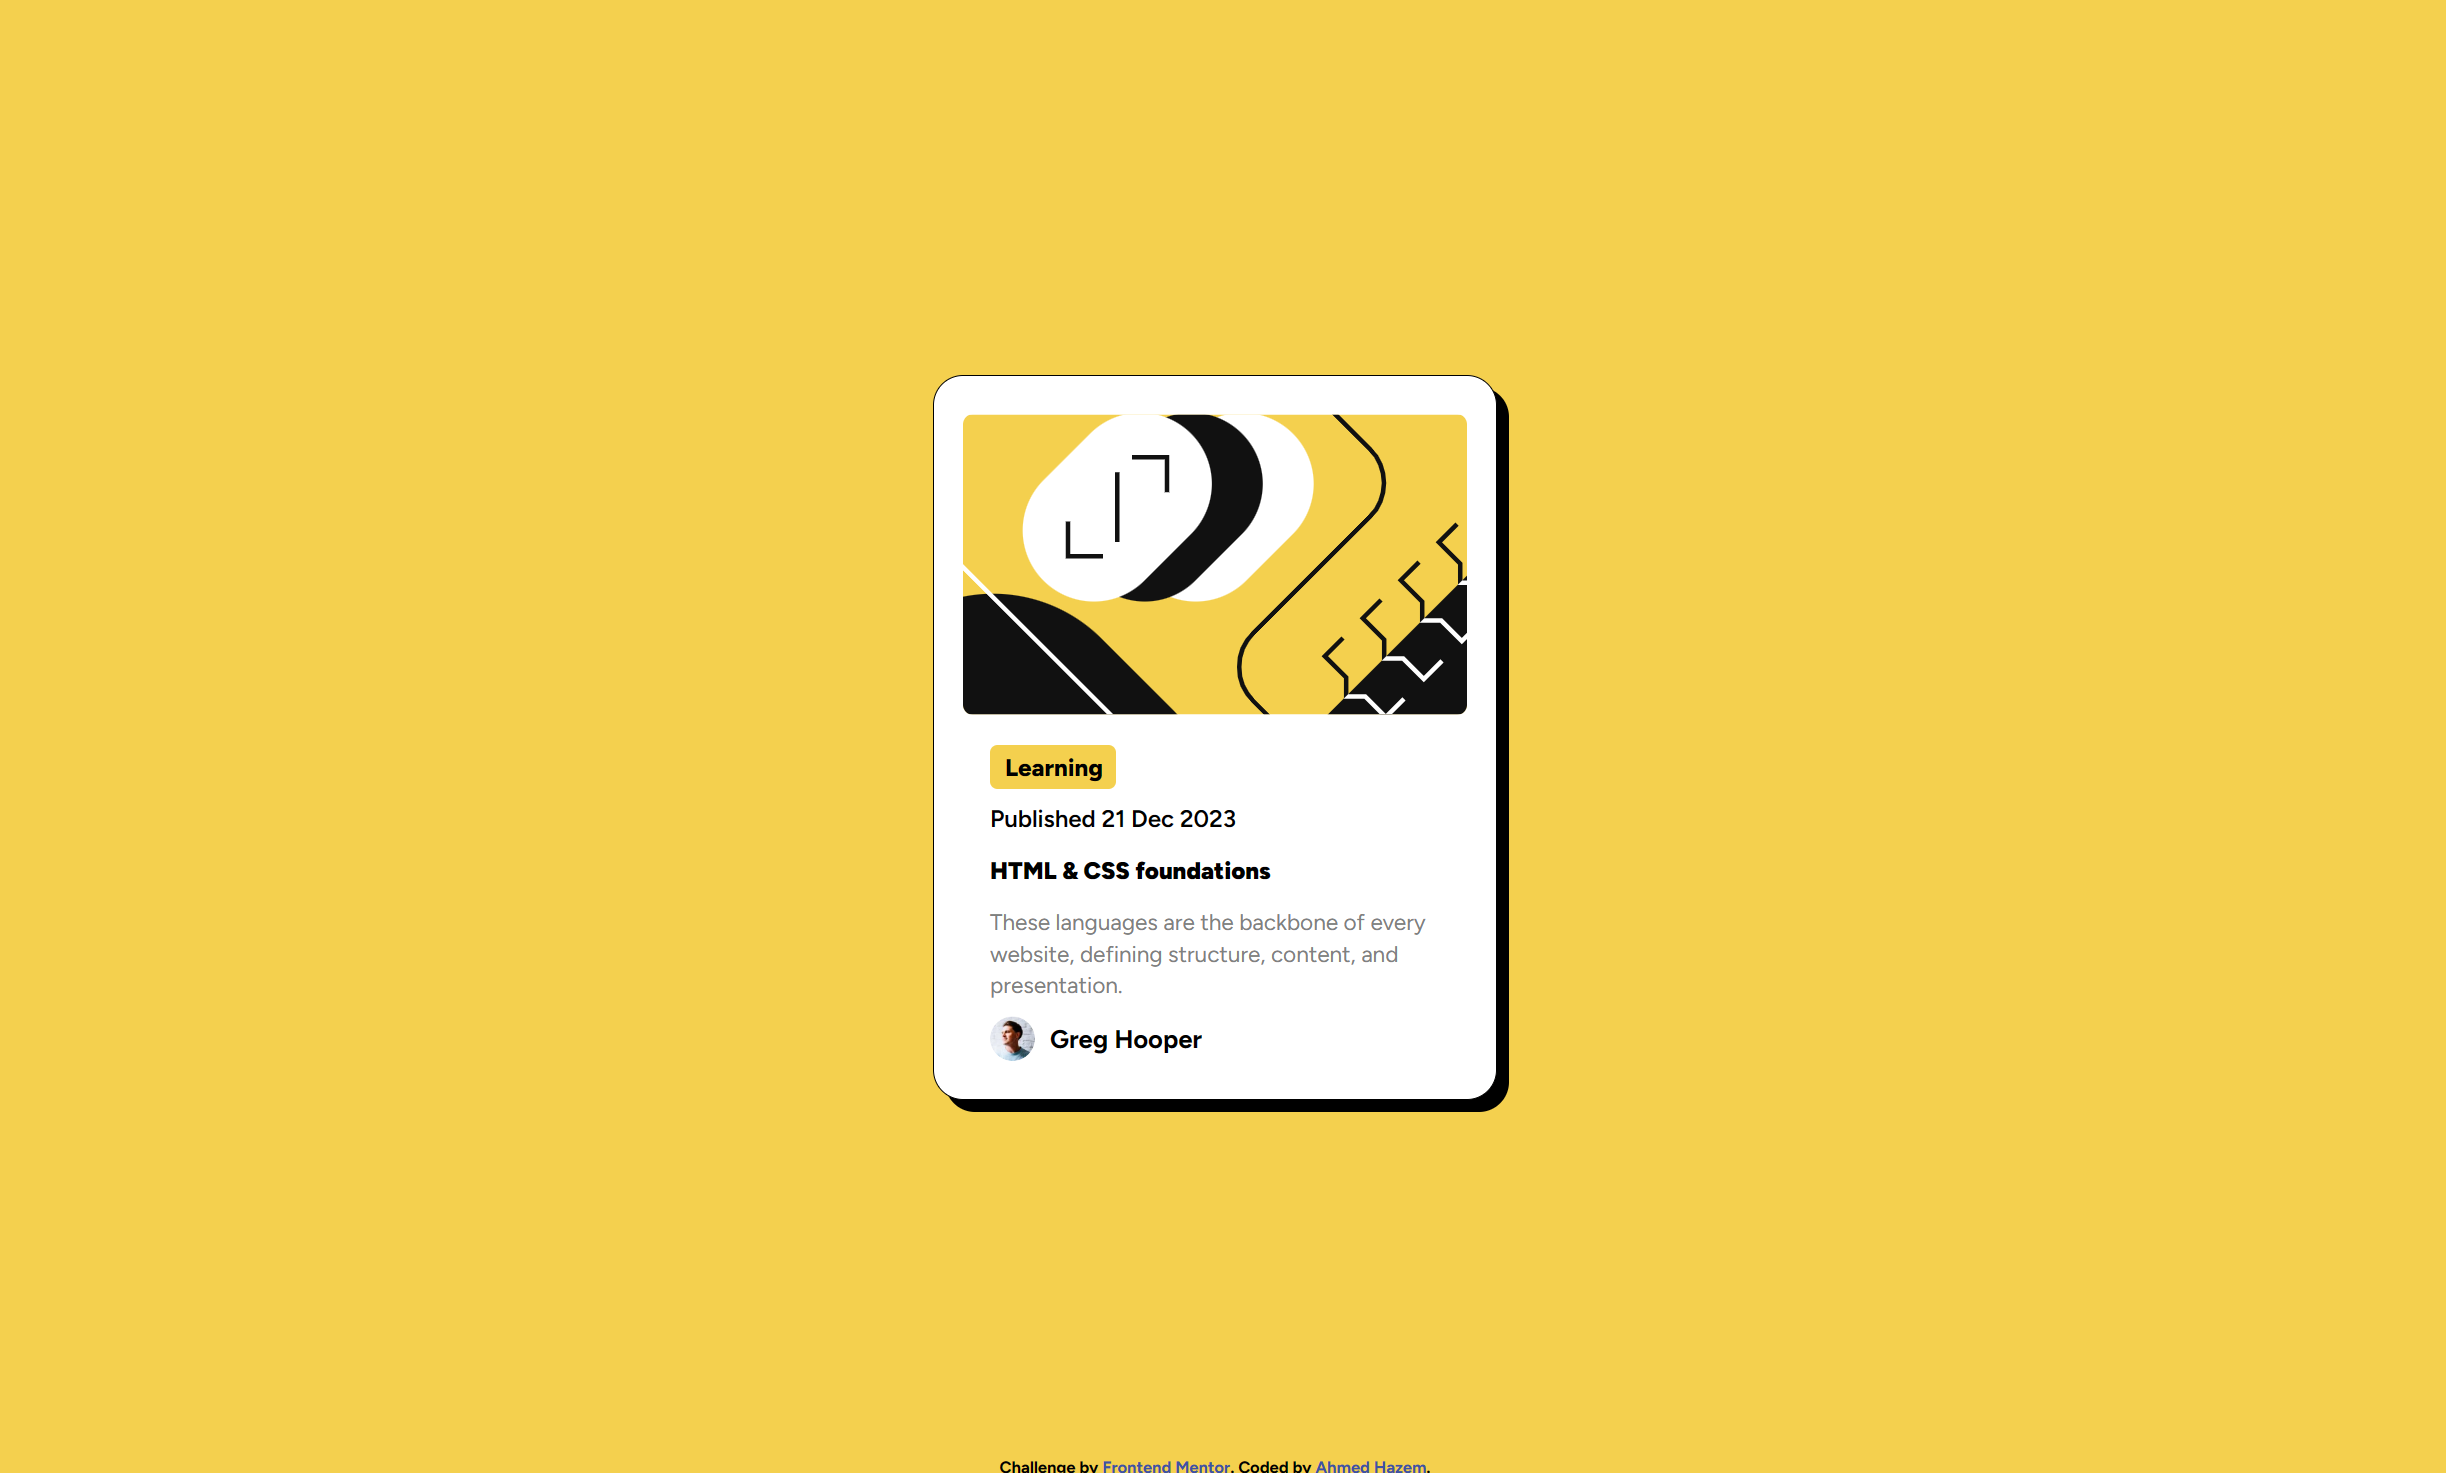 Learning
Published 21 Dec 2023
HTML & CSS foundations
These languages are the backbone of every
website, defining structure, content, and
presentation.
Greg Hooper
Challenge by Frontend Mentor. Coded by Ahmed Hazem.